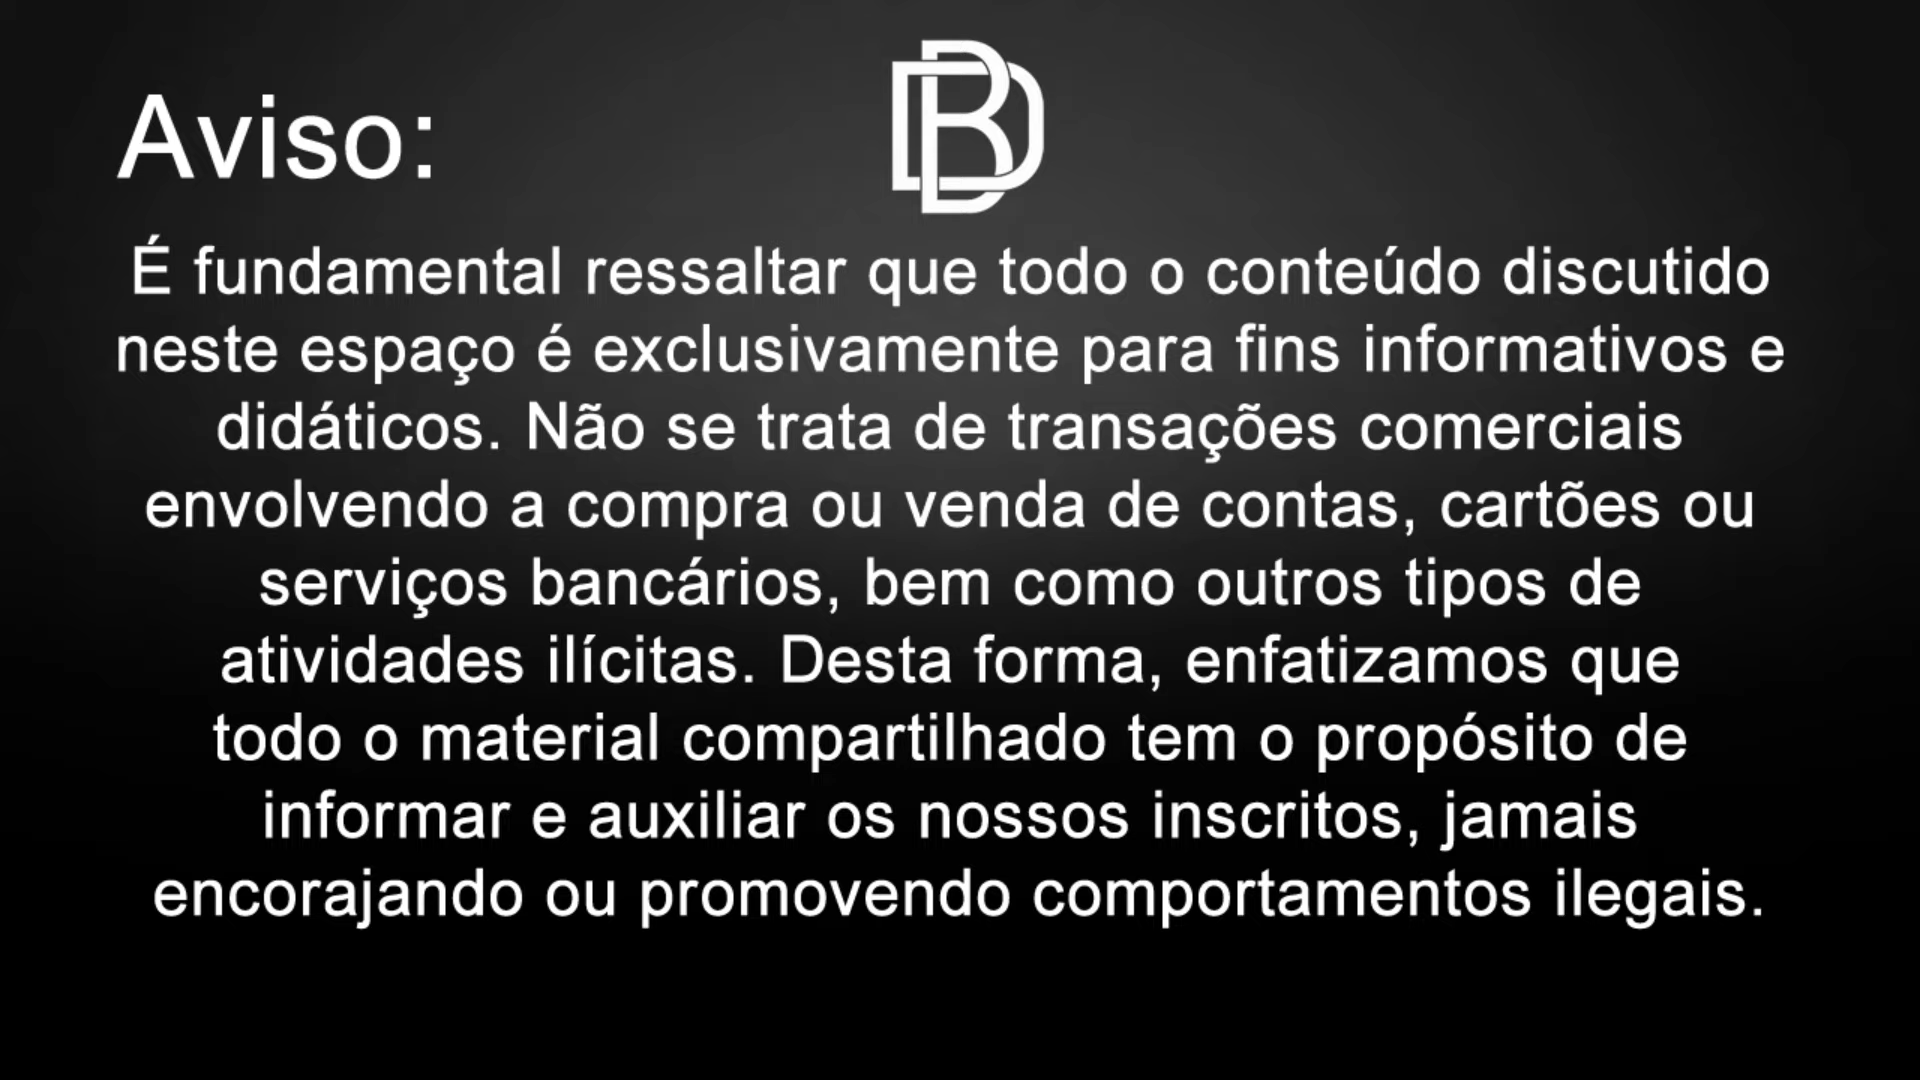 BD
Aviso:
É fundamental ressaltar que todo o conteúdo discutido
neste espaço é exclusivamente para fins informativos e
didáticos. Não se trata de transações comerciais
envolvendo a compra ou venda de contas, cartões ou
serviços bancários, bem como outros tipos de
atividades ilícitas. Desta forma, enfatizamos que
todo o material compartilhado tem o propósito de
informar e auxiliar os nossos inscritos, jamais
encorajando ou promovendo comportamentos ilegais.